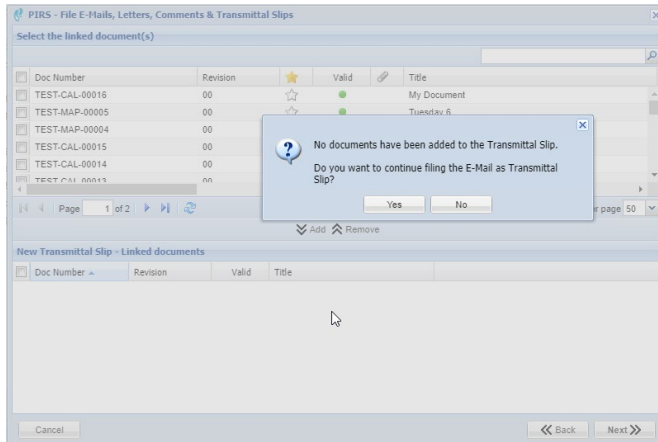 PIRS - File E-Mails, Letters, Comments & Transmittal Slips
Select the linked document(s)
Doc Number Revision Valid Title
TEST-CAL-00016 00 My Document
TEST-MAP-00005 00 Tuesday 6
TEST-MAP-00004 00
TEST-CAL-00015 00
TEST-CAL-00014 00
TEST-CAL-00013 00
No documents have been added to the Transmittal Slip.
Do you want to continue filing the E-Mail as Transmittal
Slip?
Yes No
Page 1 of 2 r page 50
Add Remove
New Transmittal Slip - Linked documents
Doc Number Revision Valid Title
Cancel Back Next